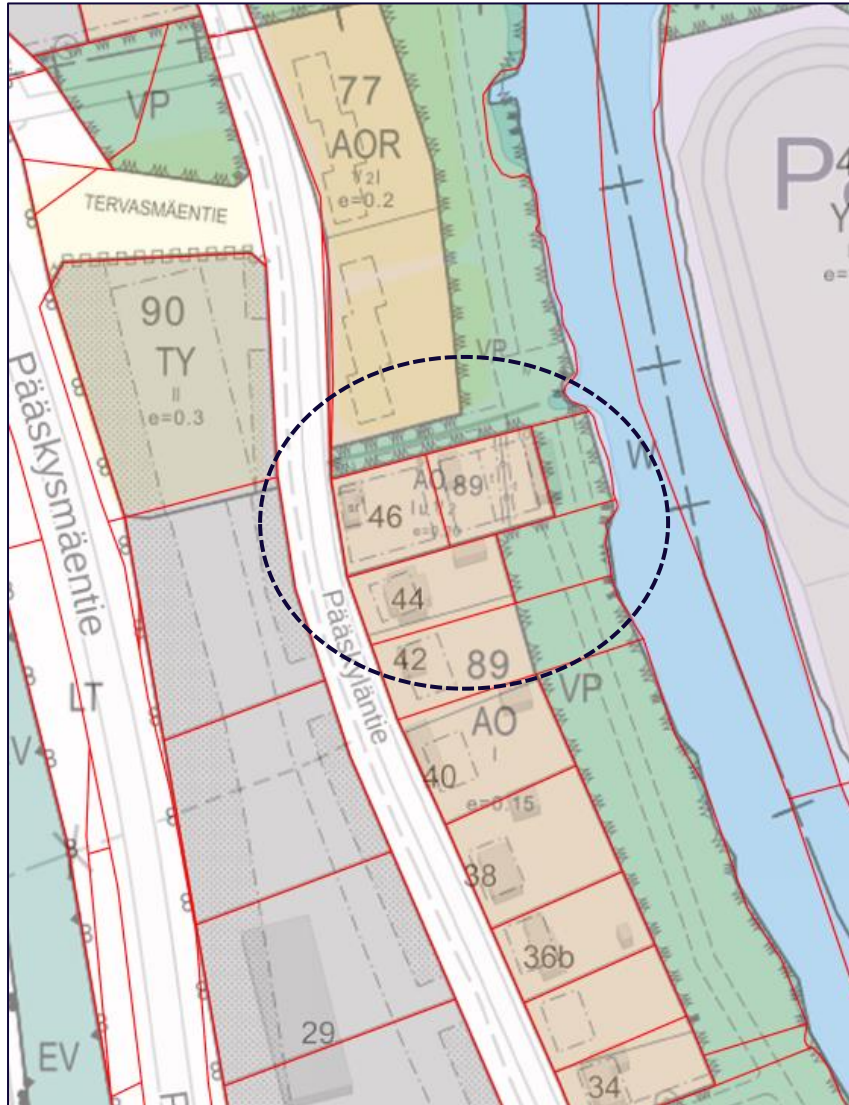 VP
TERVASMÄENTIE
77
AOR
e=0.2
P
90
TY
II
e=0.3
VP
W
Pääskysmäentie
46
AO
89
44
42
89
VP
AO
I
e=0.15
Pääskyläntie
LT
V
40
38
36b
29
EV
34